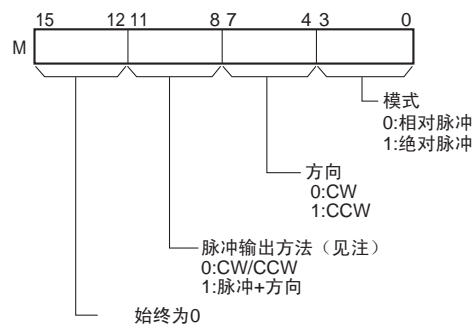 15 12 11 8 7 4 3 0
M
模式
0:相对脉冲
1:绝对脉冲
方向
0:CW
1:CCW
脉冲输出方法（见注）
0:CW/CCW
1:脉冲+方向
始终为0